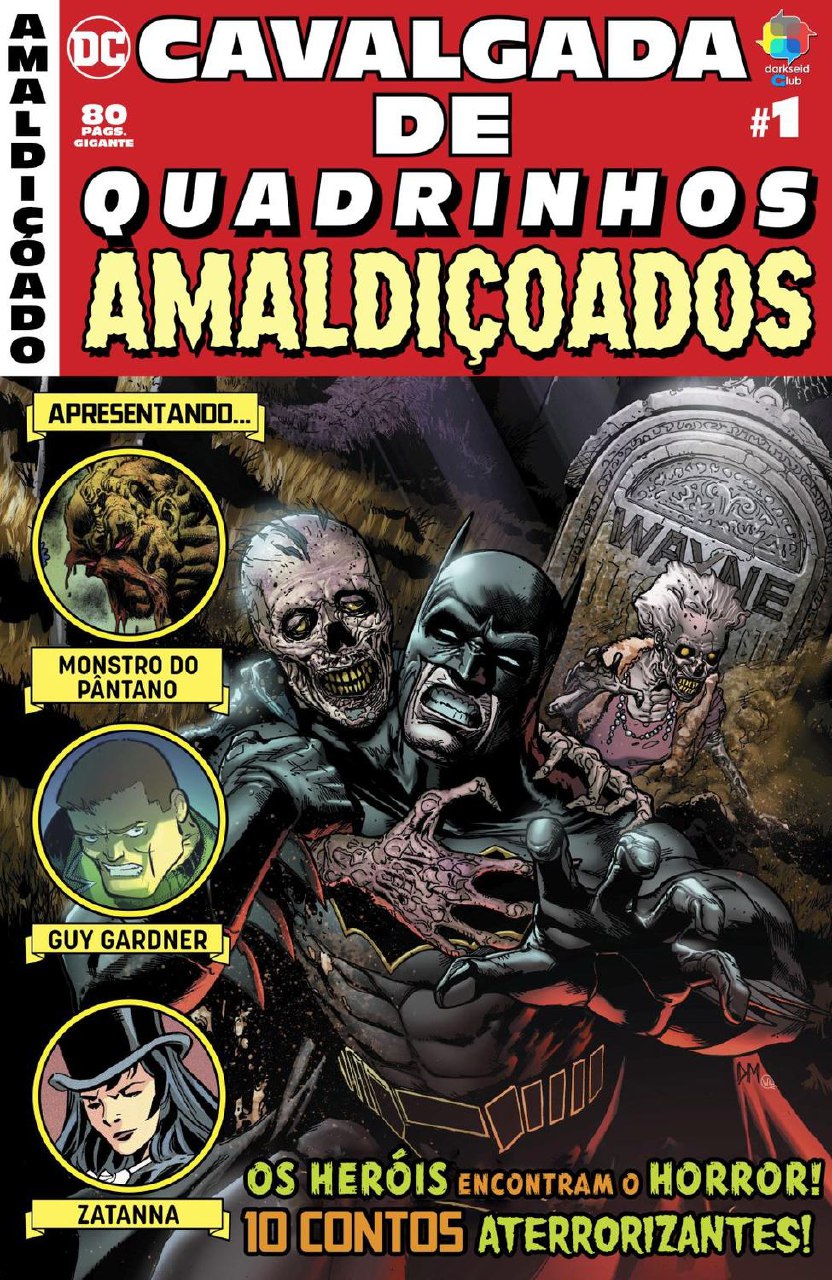 AMALDIÇOADO
DC
CAVALGADA
DE
QUADRINHOS
AMALDIÇOADOS
80
PÁGS.
GIGANTE
darkseid
Club
#1
APRESENTANDO...
MONSTRO DO
PÂNTANO
GUY GARDNER
ZATANNA
WAYNE
OS HERÓIS ENCONTRAM O HORROR!
10 CONTOS ATERRORIZANTES!